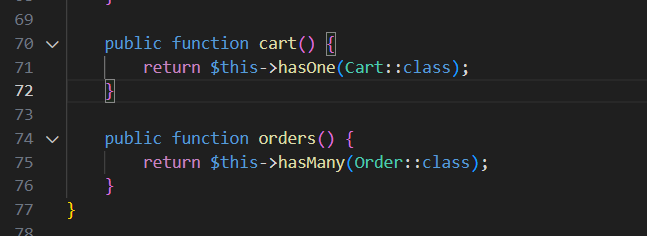 69
70 public function cart() {
71 return $this->hasOne(Cart::class);
72 }
73
74 public function orders() {
75 return $this->hasMany(Order::class);
76 }
77 }
78